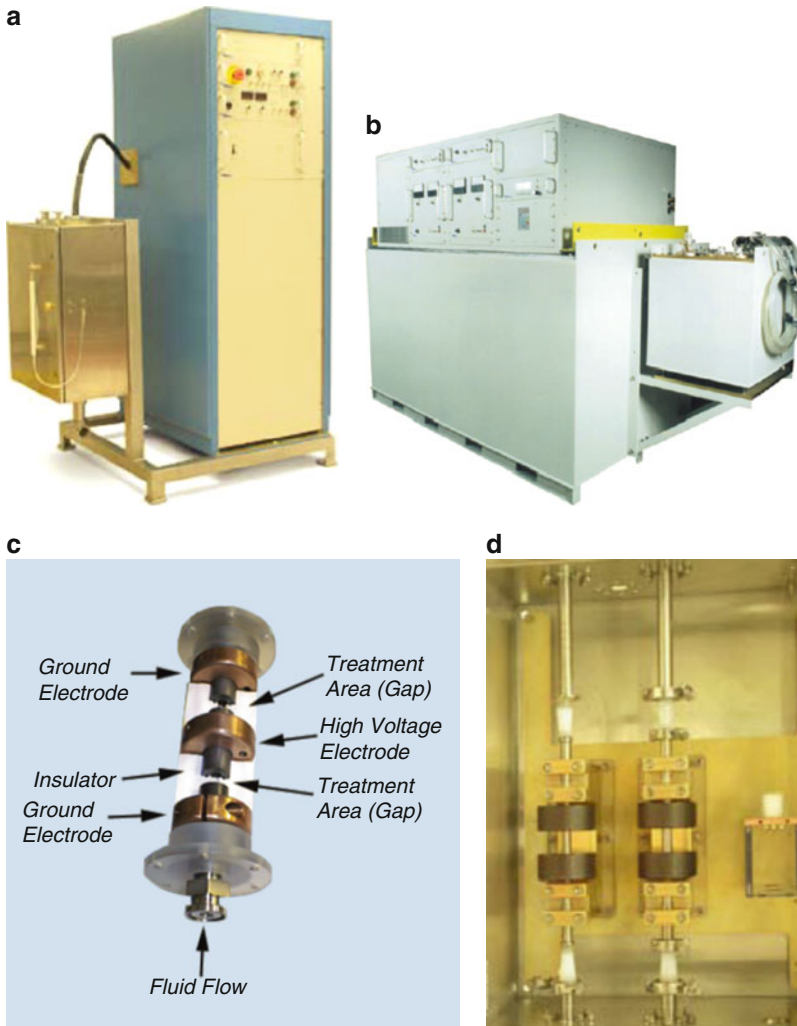 a
b
c
d
Ground
Electrode
Treatment
Area (Gap)
High Voltage
Electrode
Insulator
Treatment
Area (Gap)
Ground
Electrode
Fluid Flow